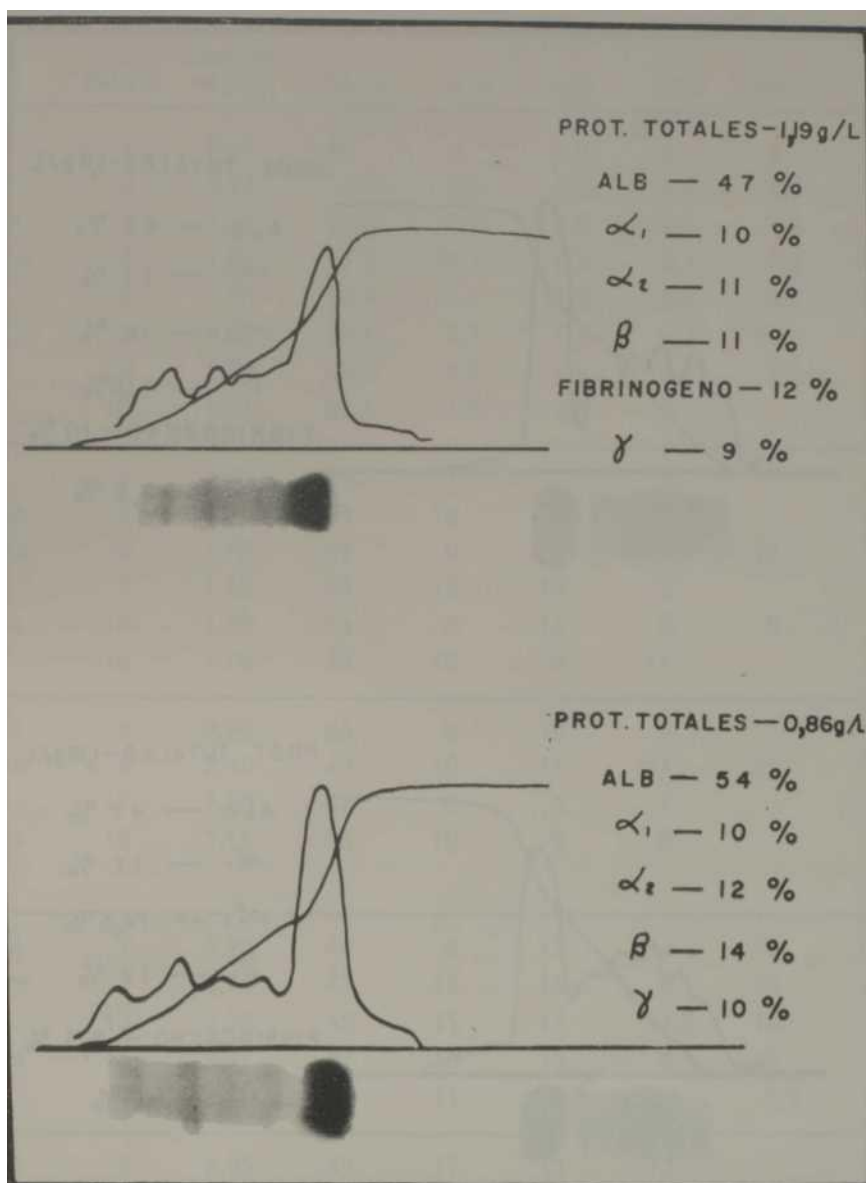 PROT. TOTALES-1,19g/L
ALB — 47 %
α₁ — 10 %
α₂ — 11 %
β — 11 %
FIBRINOGENO — 12 %
γ — 9 %
PROT. TOTALES — 0,86g/L
ALB — 54 %
α₁ — 10 %
α₂ — 12 %
β — 14 %
γ — 10 %